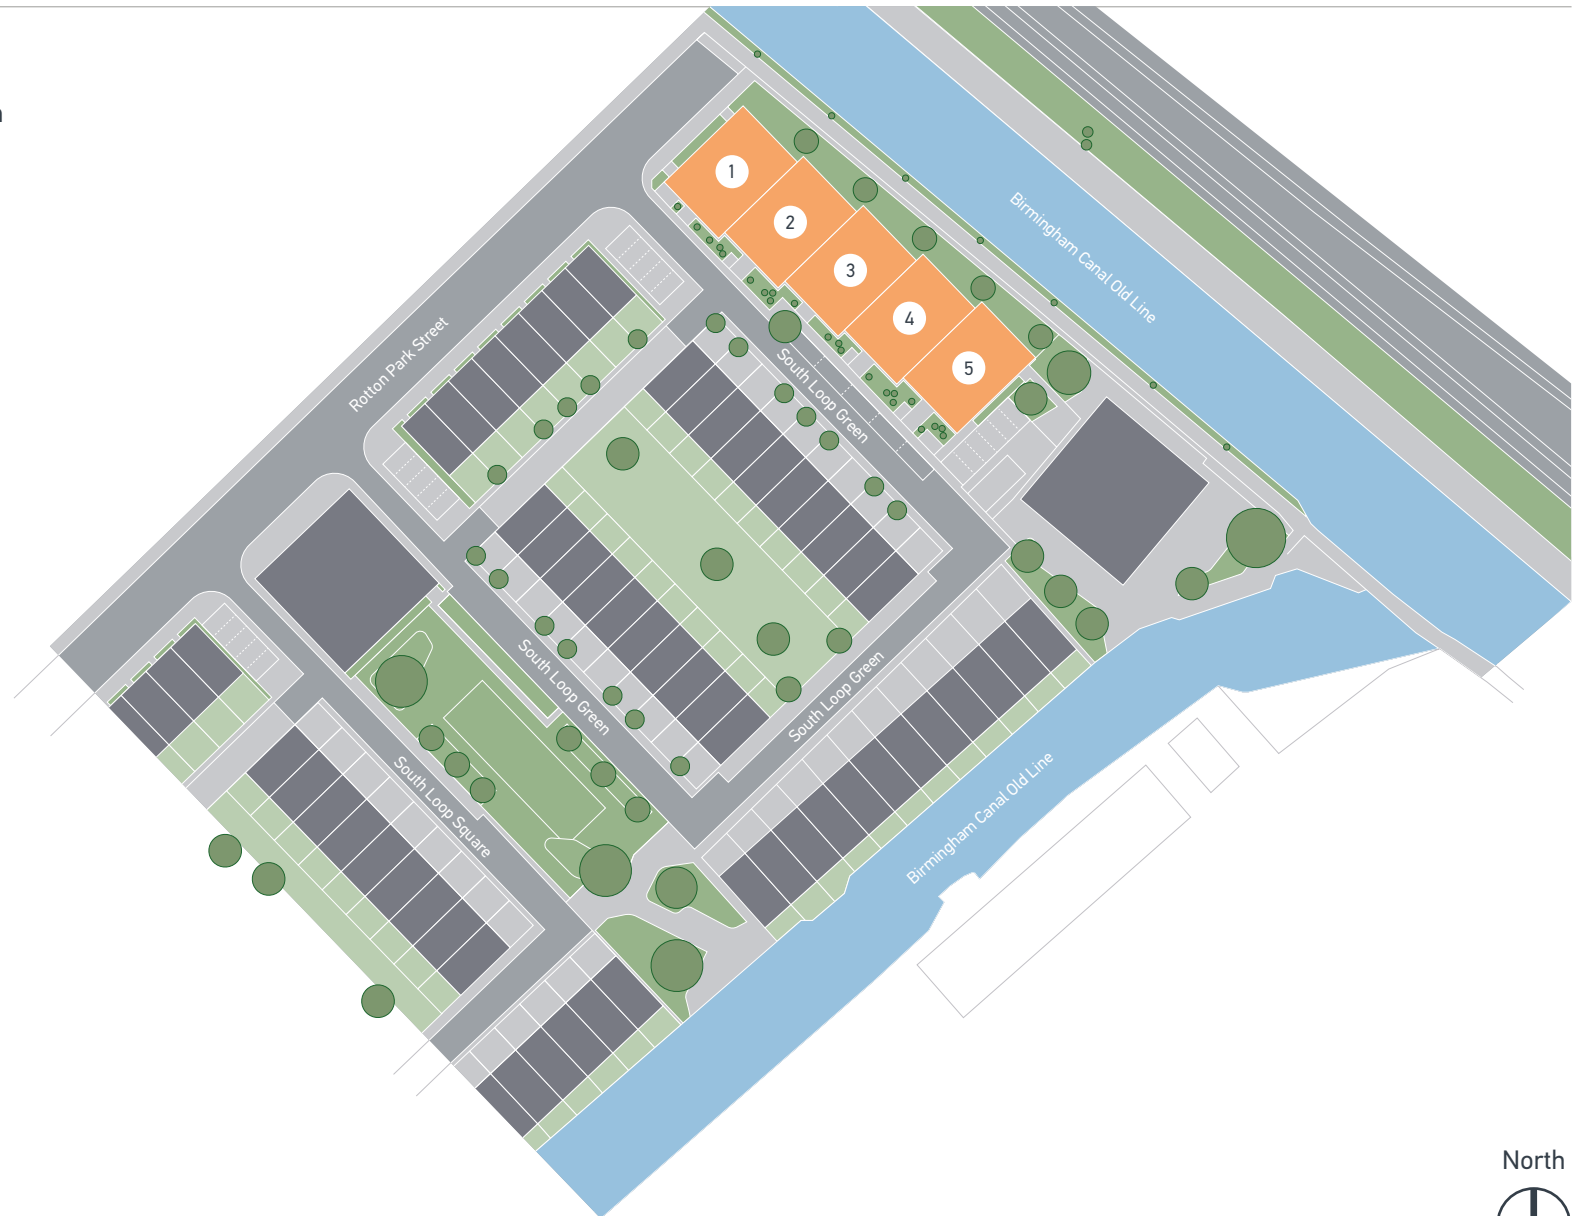 1
2
3
4
5
Birmingham Canal Old Line
Rotton Park Street
South Loop Green
South Loop Green
South Loop Green
South Loop Square
Birmingham Canal Old Line
North